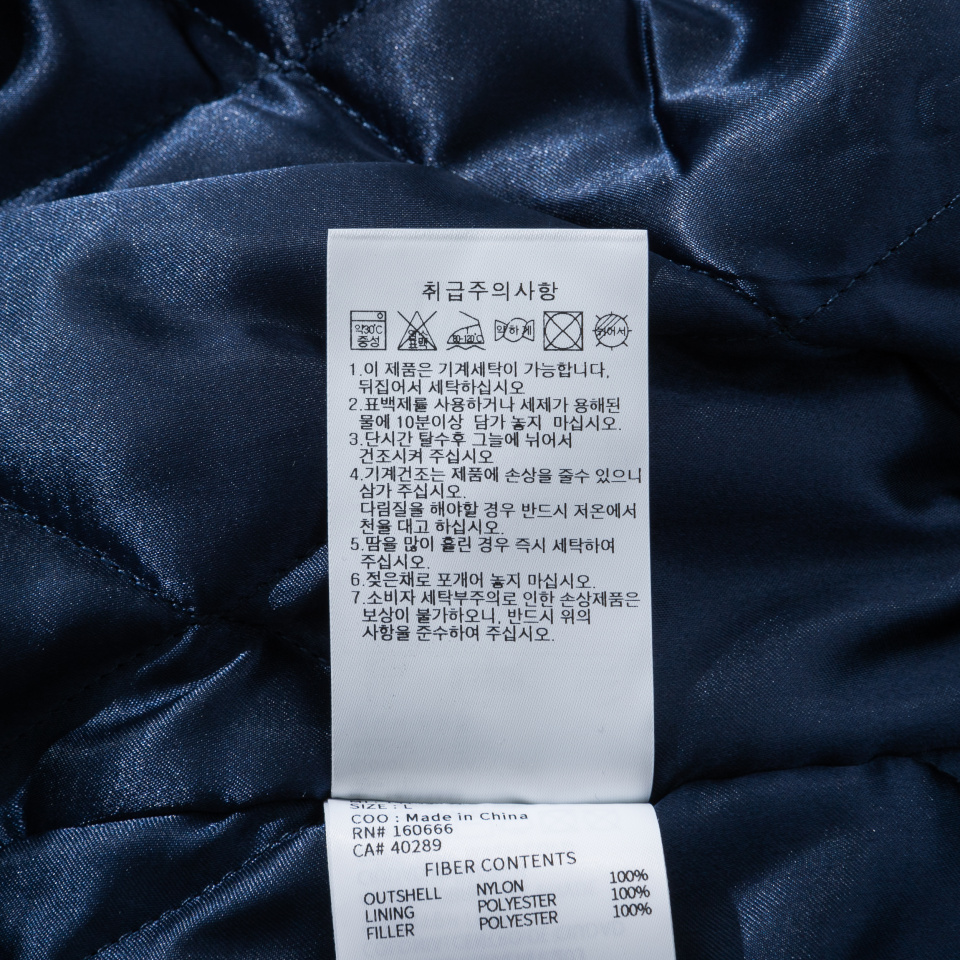 취급주의사항
약30℃ 중성 염소 표백 80-120℃ 약하게 뉘어서
1.이 제품은 기계세탁이 가능합니다,
뒤집어서 세탁하십시오
2.표백제를 사용하거나 세제가 용해된
물에 10분이상 담가 놓지 마십시오.
3.단시간 탈수후 그늘에 뉘어서
건조시켜 주십시오
4.기계건조는 제품에 손상을 줄수 있으니
삼가 주십시오.
다림질을 해야할 경우 반드시 저온에서
천을 대고 하십시오.
5.땀을 많이 흘린 경우 즉시 세탁하여
주십시오.
6.젖은채로 포개어 놓지 마십시오.
7.소비자 세탁부주의로 인한 손상제품은
보상이 불가하오니, 반드시 위의
사항을 준수하여 주십시오.
SIZE : L
COO : Made in China
RN# 160666
CA# 40289
FIBER CONTENTS
OUTSHELL NYLON 100%
LINING POLYESTER 100%
FILLER POLYESTER 100%